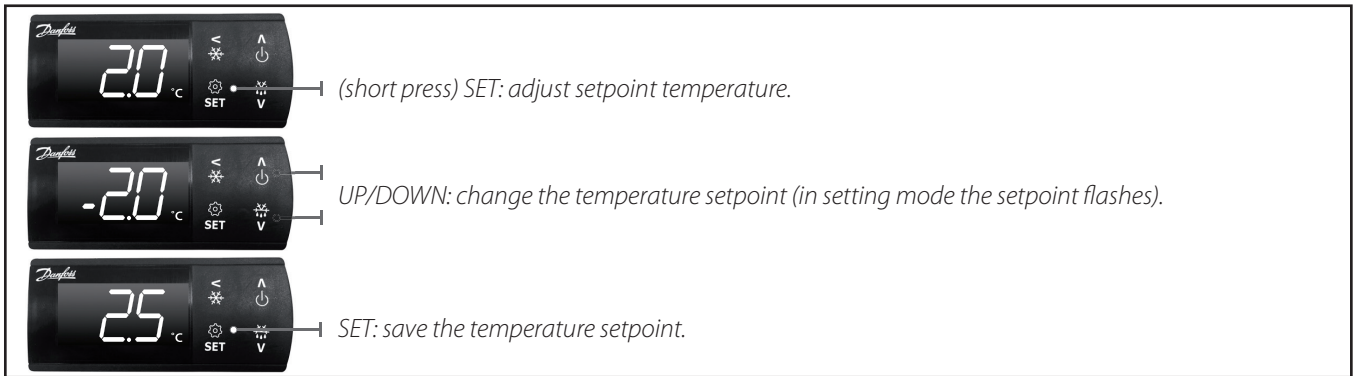 Danfoss
2.0 °C
< ʌ
SET v
(short press) SET: adjust setpoint temperature.
Danfoss
-2.0 °C
< ʌ
SET v
UP/DOWN: change the temperature setpoint (in setting mode the setpoint flashes).
Danfoss
2.5 °C
< ʌ
SET v
SET: save the temperature setpoint.